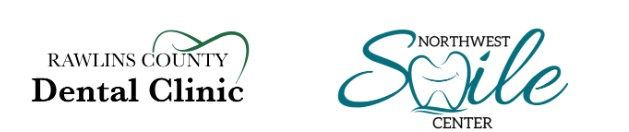 RAWLINS COUNTY
Dental Clinic
NORTHWEST
Smile
CENTER